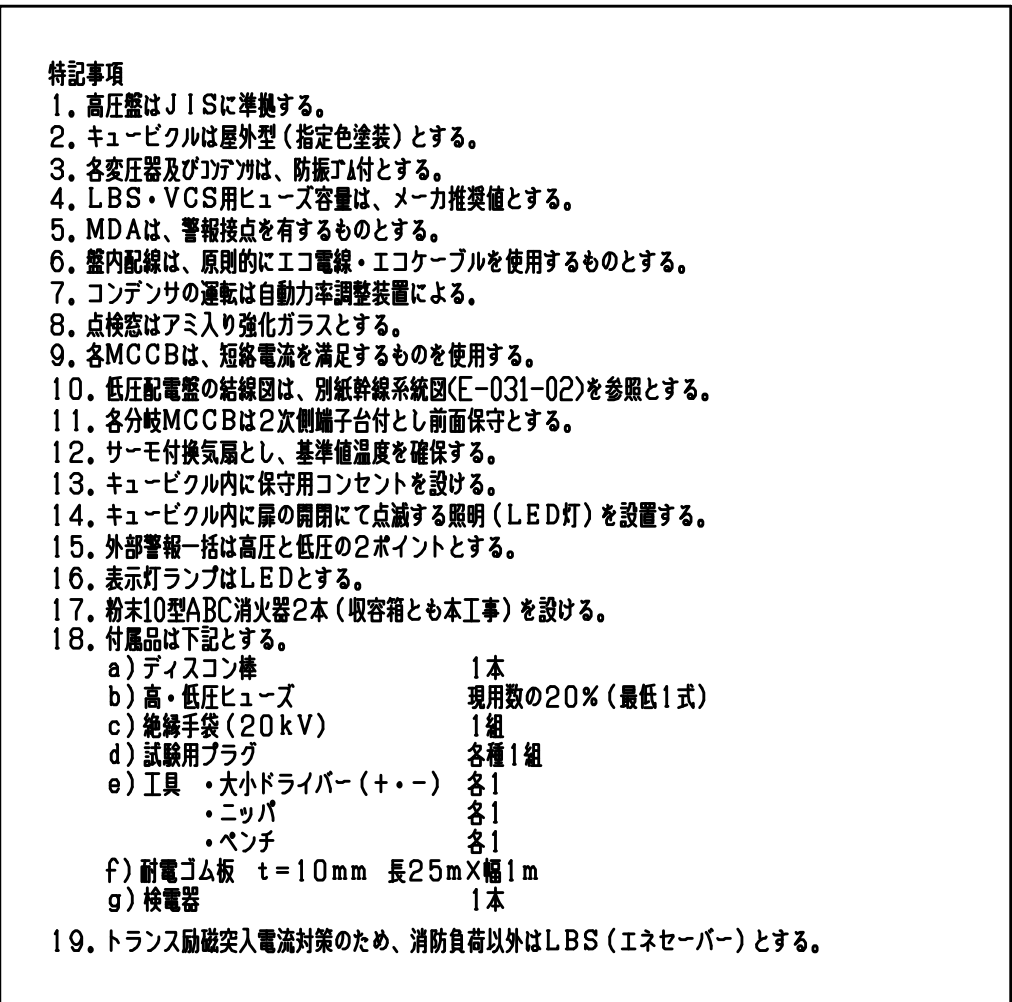 特記事項
1. 高圧盤はJISに準拠する。
2. キュービクルは屋外型(指定色塗装)とする。
3. 各変圧器及びコンデンサは、防振ゴム付とする。
4. LBS・VCS用ヒューズ容量は、メーカ推奨値とする。
5. MDAは、警報接点を有するものとする。
6. 盤内配線は、原則的にエコ電線・エコケーブルを使用するものとする。
7. コンデンサの運転は自動力率調整装置による。
8. 点検窓はアミ入り強化ガラスとする。
9. 各MCCBは、短絡電流を満足するものを使用する。
10. 低圧配電盤の結線図は、別紙幹線系統図(E-031-02)を参照とする。
11. 各分岐MCCBは2次側端子台付とし前面保守とする。
12. サーモ付換気扇とし、基準値温度を確保する。
13. キュービクル内に保守用コンセントを設ける。
14. キュービクル内に扉の開閉にて点滅する照明(LED灯)を設置する。
15. 外部警報一括は高圧と低圧の2ポイントとする。
16. 表示灯ランプはLEDとする。
17. 粉末10型ABC消火器2本(収容箱とも本工事)を設ける。
18. 付属品は下記とする。
a)ディスコン棒 1本
b)高・低圧ヒューズ 現用数の20%(最低1式)
c)絶縁手袋(20kV) 1組
d)試験用プラグ 各種1組
e)工具 ・大小ドライバー(+・-) 各1
・ニッパ 各1
・ペンチ 各1
f)耐電ゴム板 t=10mm 長25m×幅1m
g)検電器 1本
19. トランス励磁突入電流対策のため、消防負荷以外はLBS(エネセーバー)とする。